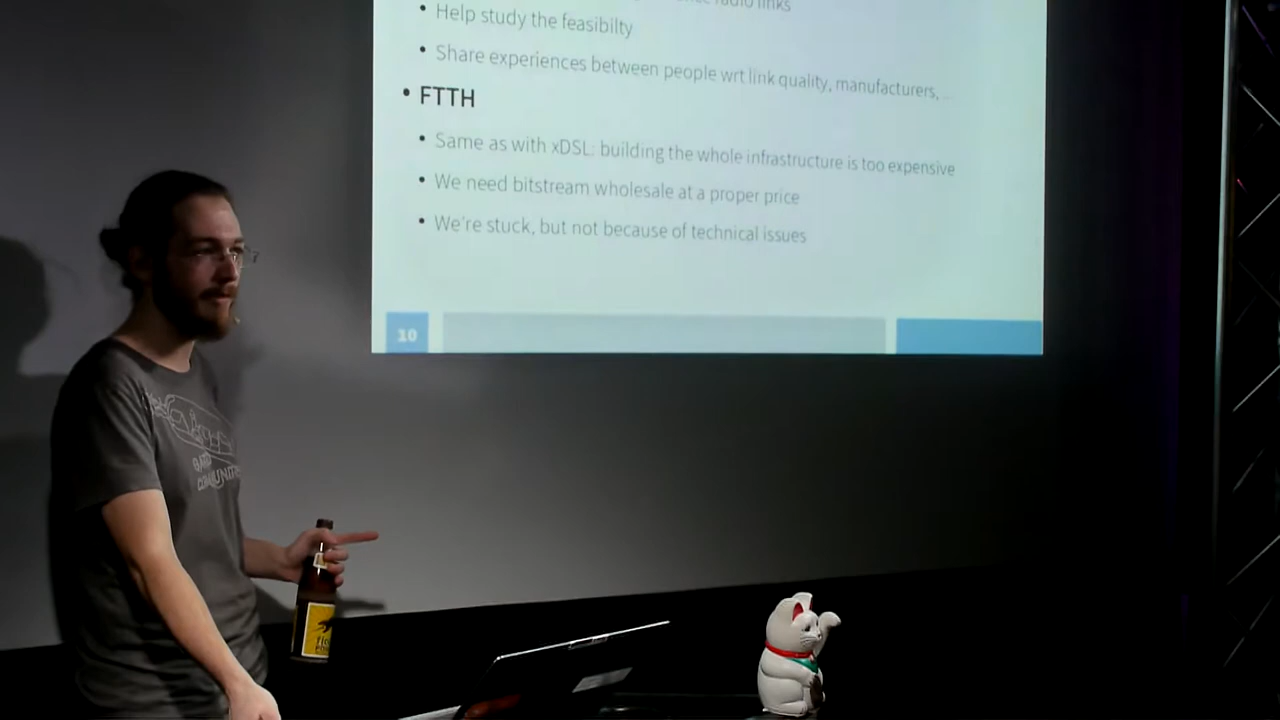 radio links
• Help study the feasibilty
• Share experiences between people wrt link quality, manufacturers, ...
• FTTH
• Same as with xDSL: building the whole infrastructure is too expensive
• We need bitstream wholesale at a proper price
• We're stuck, but not because of technical issues
10